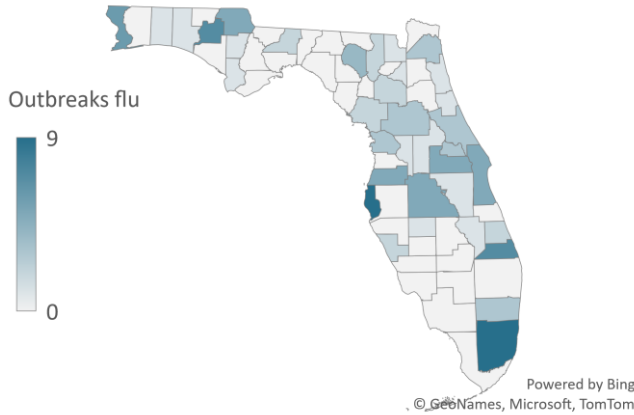 Outbreaks flu
9
0
Powered by Bing
© GeoNames, Microsoft, TomTom